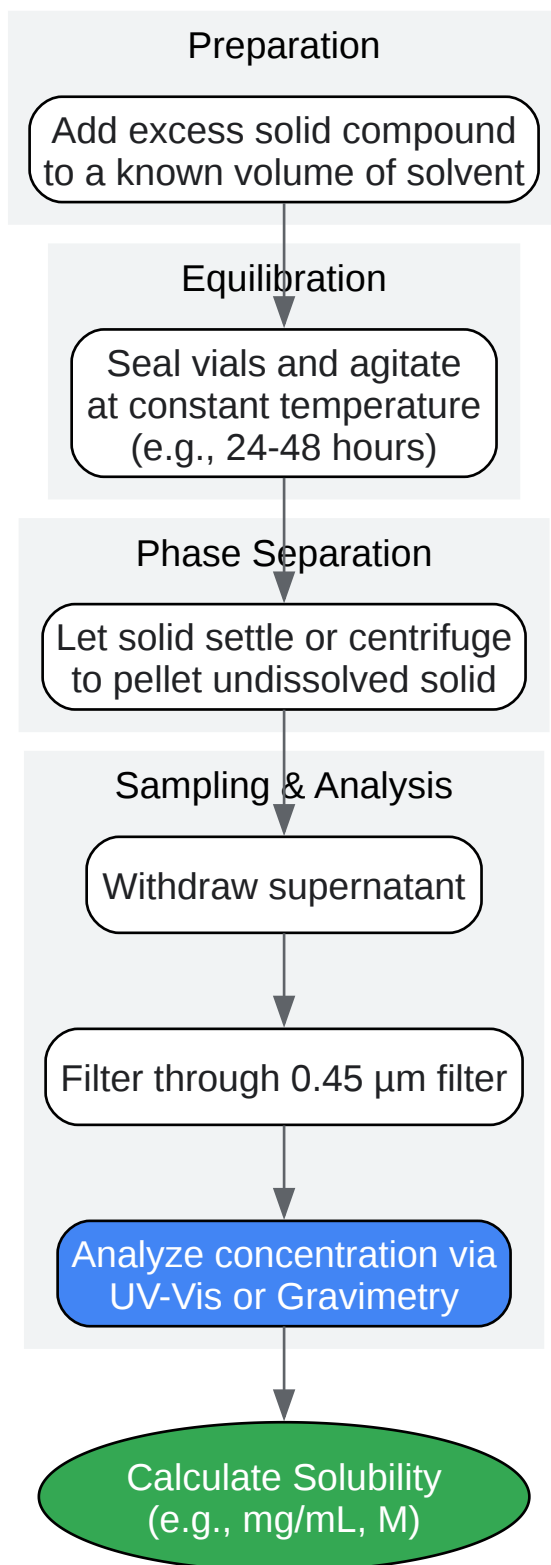 Preparation
Add excess solid compound
to a known volume of solvent
Equilibration
Seal vials and agitate
at constant temperature
(e.g., 24-48 hours)
Phase Separation
Let solid settle or centrifuge
to pellet undissolved solid
Sampling & Analysis
Withdraw supernatant
Filter through 0.45 µm filter
Analyze concentration via
UV-Vis or Gravimetry
Calculate Solubility
(e.g., mg/mL, M)